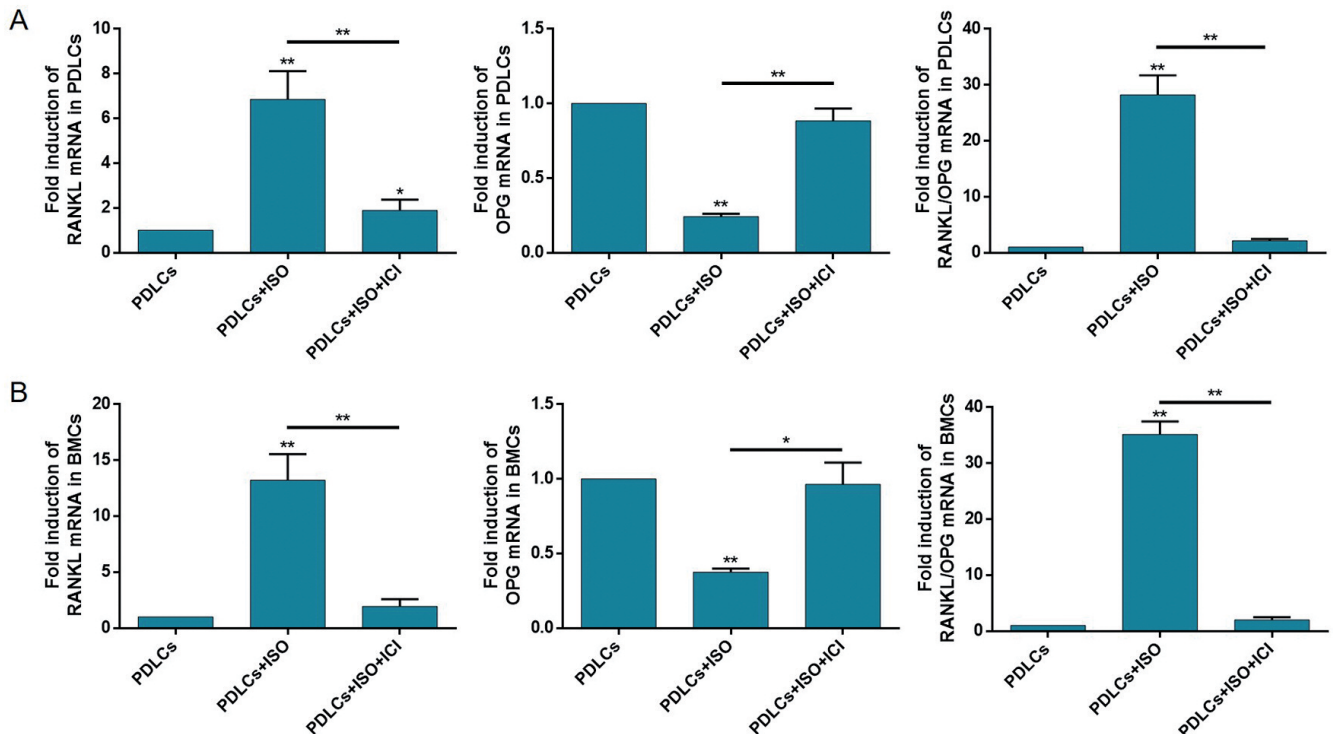 A
Fold induction of
RANKL mRNA in PDLCs
10
8
6
4
2
0
**
**
*
PDLCs
PDLCs+ISO
PDLCs+ISO+ICI
Fold induction of
OPG mRNA in PDLCs
1.5
1.0
0.5
0.0
**
**
PDLCs
PDLCs+ISO
PDLCs+ISO+ICI
Fold induction of
RANKL/OPG mRNA in PDLCs
40
30
20
10
0
**
**
PDLCs
PDLCs+ISO
PDLCs+ISO+ICI
B
Fold induction of
RANKL mRNA in BMCs
20
15
10
5
0
**
**
PDLCs
PDLCs+ISO
PDLCs+ISO+ICI
Fold induction of
OPG mRNA in BMCs
1.5
1.0
0.5
0.0
*
**
PDLCs
PDLCs+ISO
PDLCs+ISO+ICI
Fold induction of
RANKL/OPG mRNA in BMCs
40
30
20
10
0
**
**
PDLCs
PDLCs+ISO
PDLCs+ISO+ICI